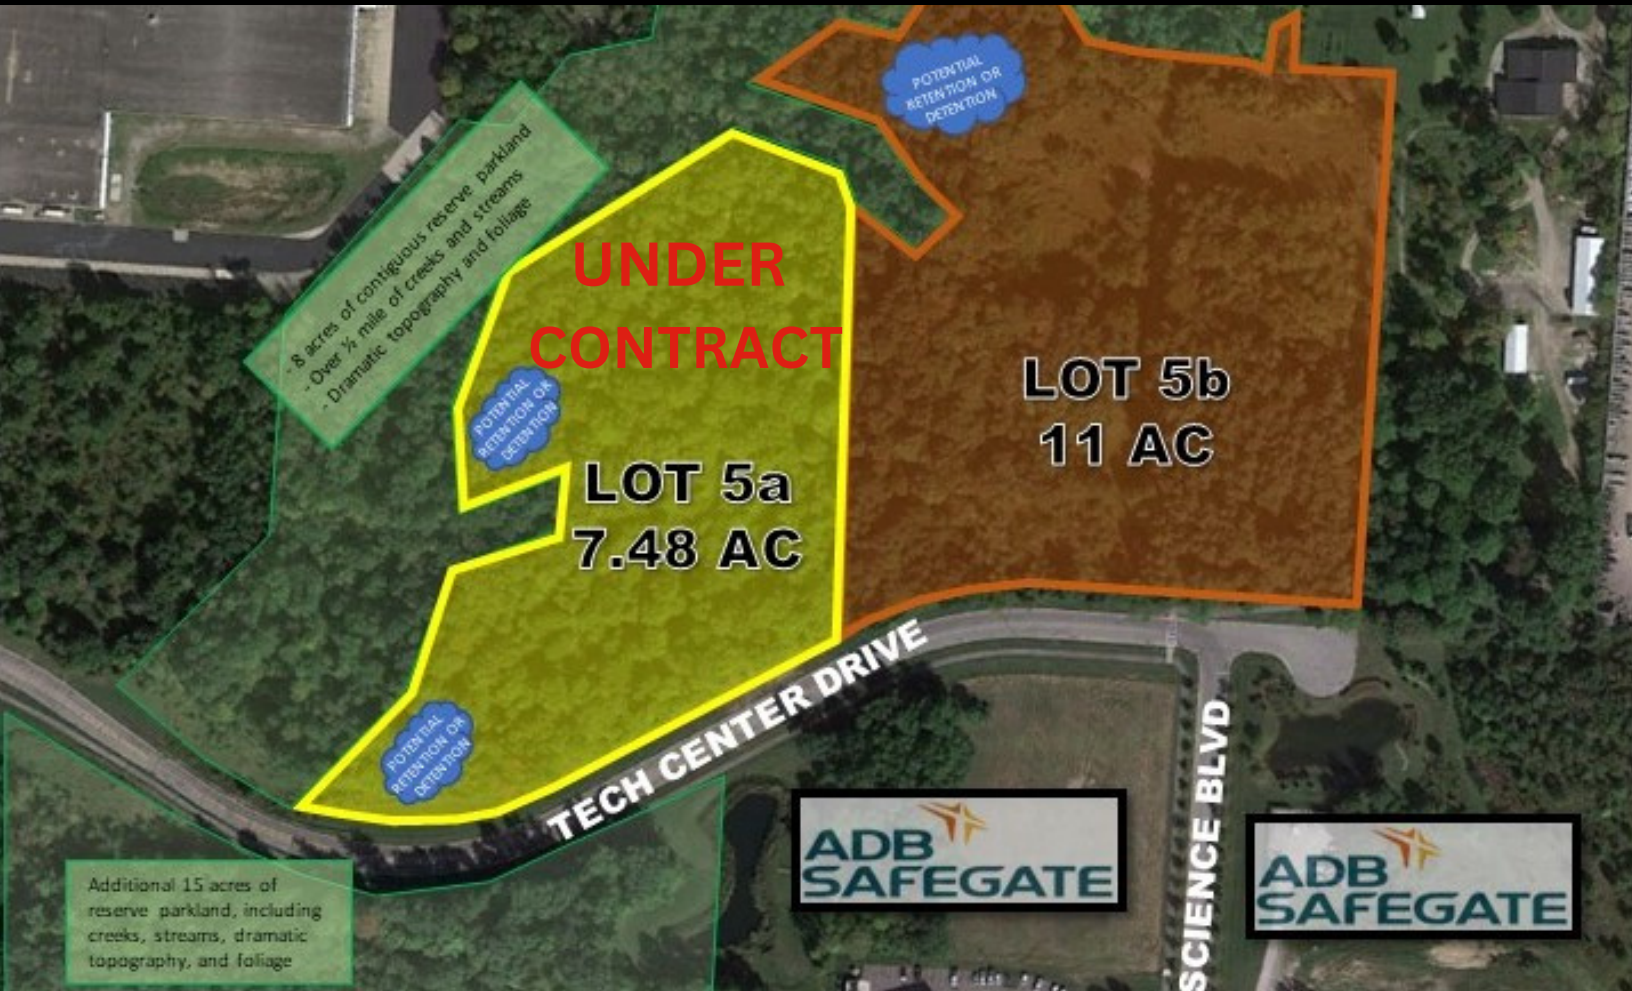 POTENTIAL
RETENTION OR
DETENTION
- 8 acres of contiguous reserve parkland
- Over ½ mile of creeks and streams
- Dramatic topography and foliage
UNDER
CONTRACT
POTENTIAL
RETENTION OR
DETENTION
LOT 5a
7.48 AC
LOT 5b
11 AC
POTENTIAL
RETENTION OR
DETENTION
TECH CENTER DRIVE
SCIENCE BLVD
ADB
SAFEGATE
ADB
SAFEGATE
Additional 15 acres of
reserve parkland, including
creeks, streams, dramatic
topography, and foliage